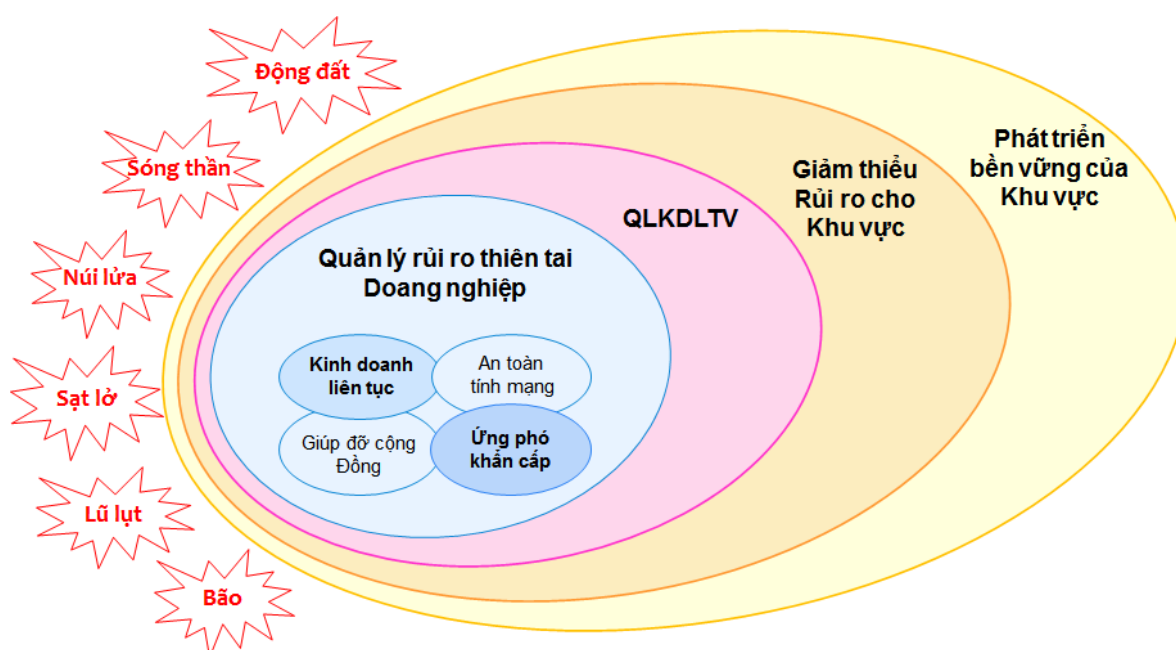 Động đất
Sóng thần
Núi lửa
Sạt lở
Lũ lụt
Bão
Quản lý rủi ro thiên tai
Doang nghiệp
Kinh doanh
liên tục
An toàn
tính mạng
Giúp đỡ cộng
Đồng
Ứng phó
khẩn cấp
QLKDLTV
Giảm thiểu
Rủi ro cho
Khu vực
Phát triển
bền vững của
Khu vực